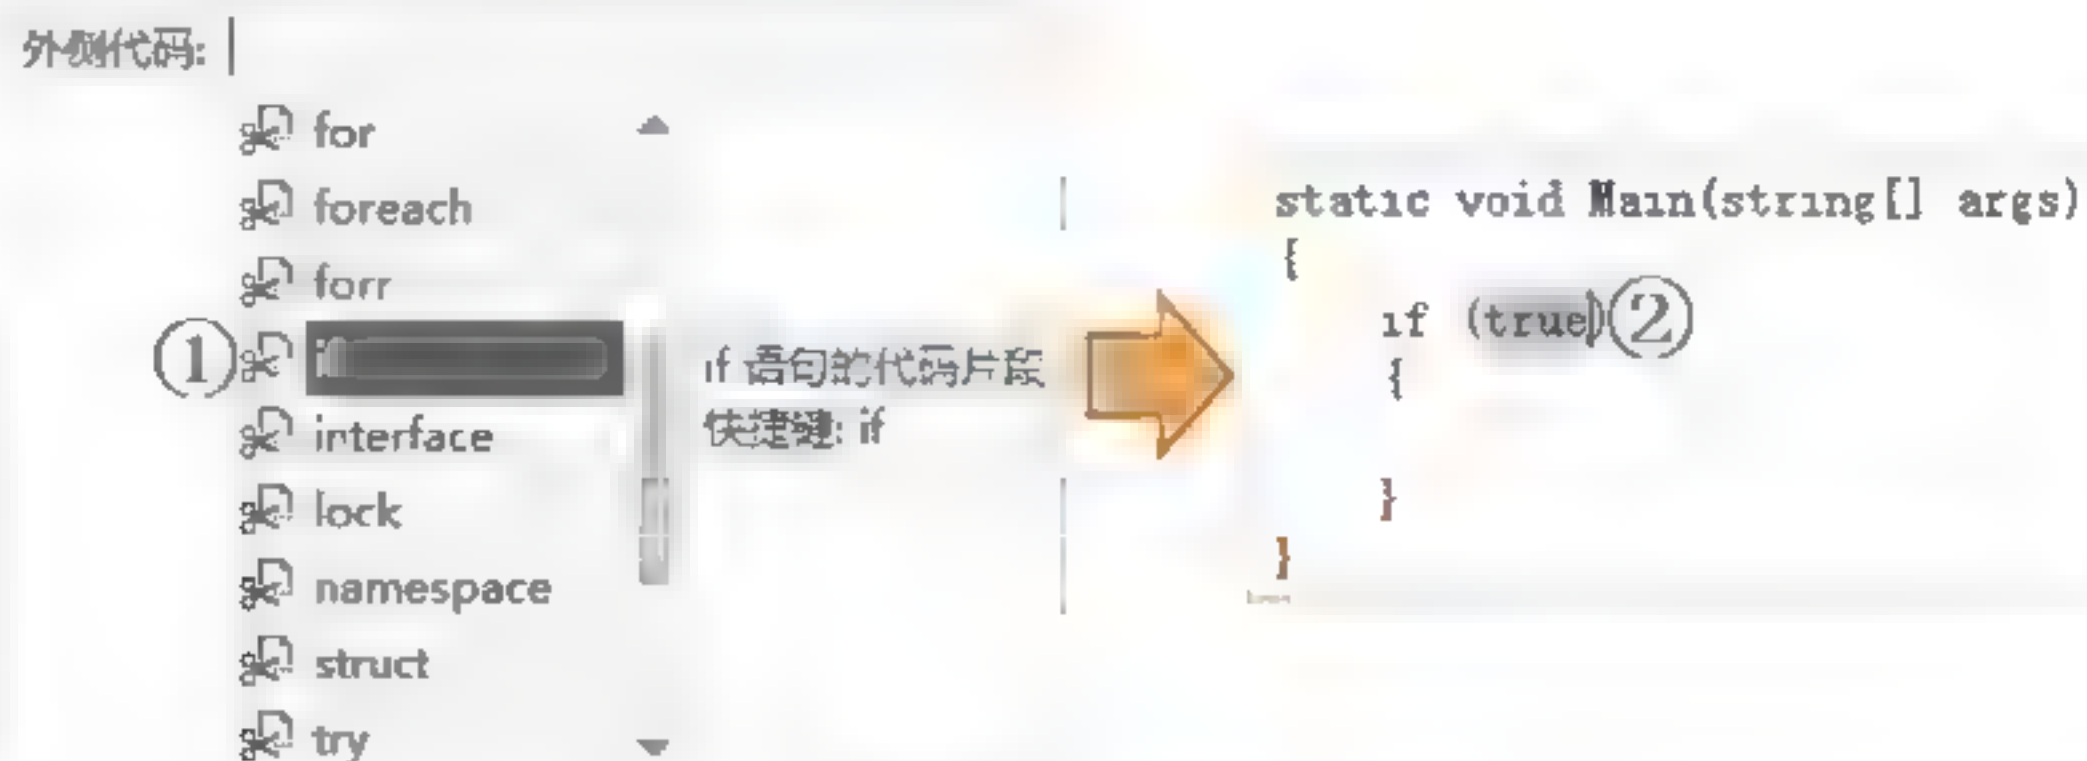 外侧代码:
for
foreach
forr
①
interface
lock
namespace
struct
try
if 语句的代码片段
快捷键: if
static void Main(string[] args)
{
if (true)②
{
}
}